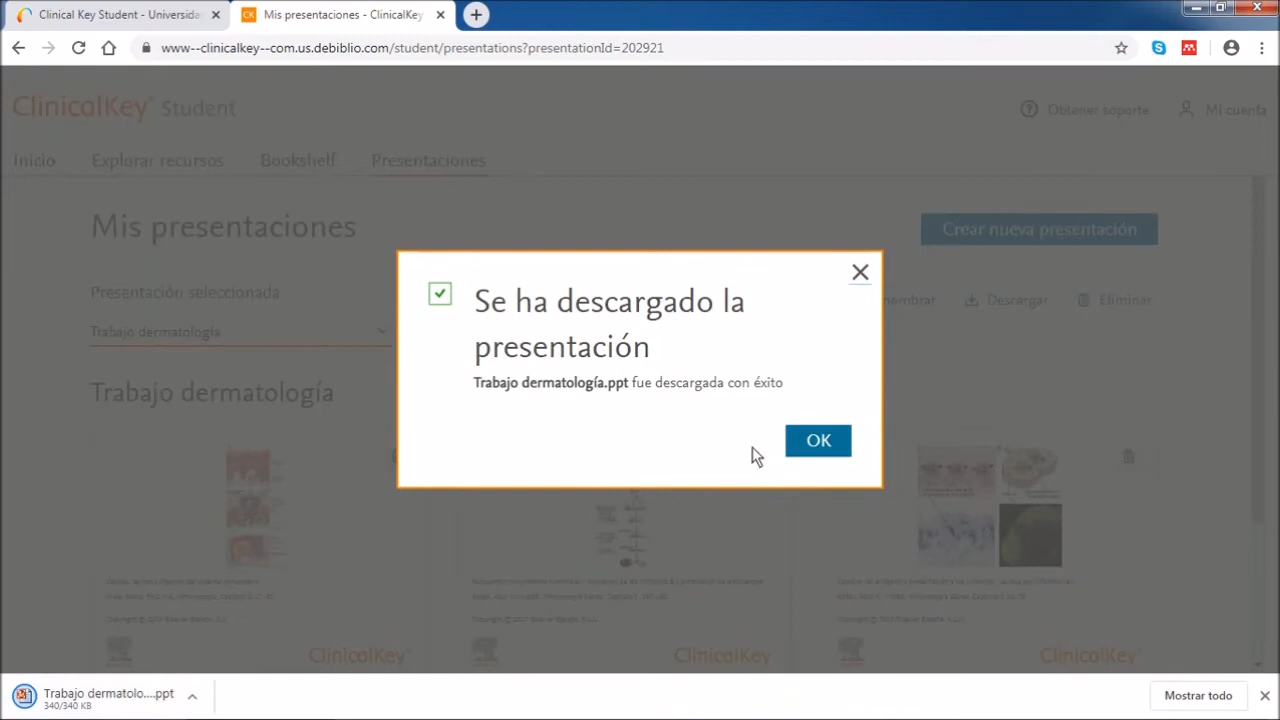 Clinical Key Student - Universida
Mis presentaciones - ClinicalKey
www--clinicalkey--com.us.debiblio.com/student/presentations?presentationId=202921
ClinicalKey® Student
Obtener soporte
Mi cuenta
Inicio
Explorar recursos
Bookshelf
Presentaciones
Mis presentaciones
Crear nueva presentación
Presentación seleccionada
nombrar
Descargar
Eliminar
Trabajo dermatología
Trabajo dermatología
Se ha descargado la
presentación
Trabajo dermatología.ppt fue descargada con éxito
OK
ClinicalKey®
ClinicalKey®
ClinicalKey®
Trabajo dermatolo....ppt
340/340 KB
Mostrar todo